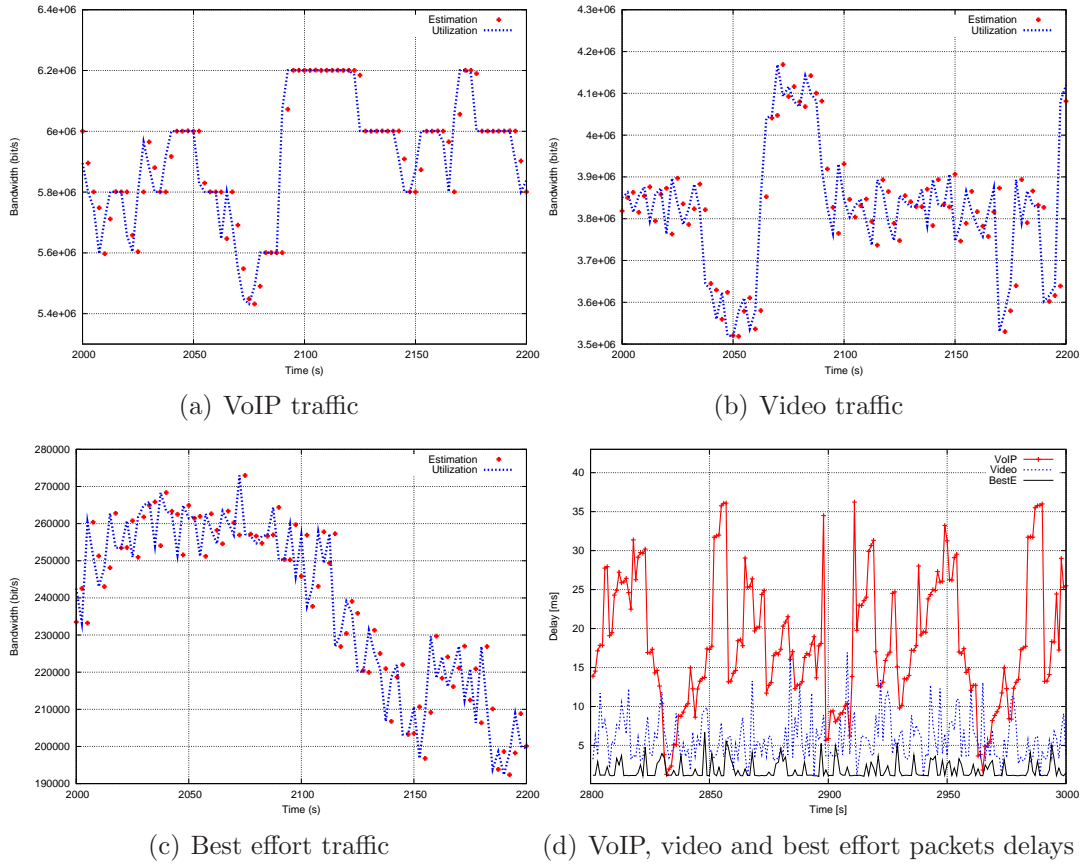 6.4e+06
6.2e+06
6e+06
5.8e+06
5.6e+06
5.4e+06
Bandwidth (bit/s)
Estimation
Utilization
2000 2050 2100 2150 2200
Time (s)
(a) VoIP traffic
4.3e+06
4.2e+06
4.1e+06
4e+06
3.9e+06
3.8e+06
3.7e+06
3.6e+06
3.5e+06
Bandwidth (bit/s)
Estimation
Utilization
2000 2050 2100 2150 2200
Time (s)
(b) Video traffic
280000
270000
260000
250000
240000
230000
220000
210000
200000
190000
Bandwidth (bit/s)
Estimation
Utilization
2000 2050 2100 2150 2200
Time (s)
(c) Best effort traffic
40
35
30
25
20
15
10
5
Delay [ms]
VoIP
Video
BestE
2800 2850 2900 2950 3000
Time [s]
(d) VoIP, video and best effort packets delays